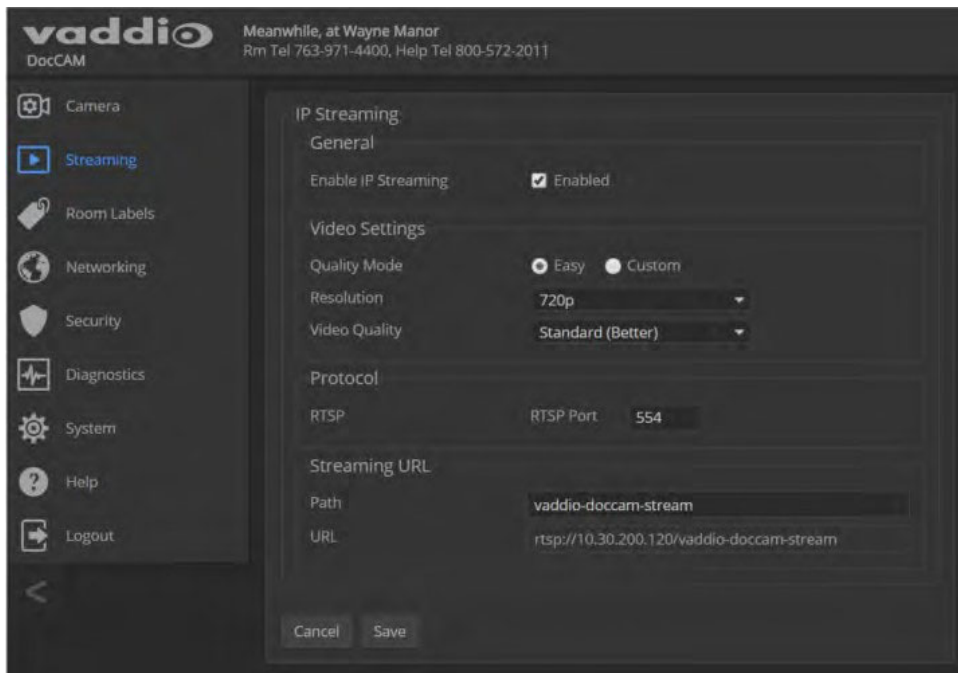 vaddio
DocCAM
Meanwhile, at Wayne Manor
Rm Tel 763-971-4400, Help Tel 800-572-2011
Camera
Streaming
Room Labels
Networking
Security
Diagnostics
System
Help
Logout
IP Streaming
General
Enable IP Streaming Enabled
Video Settings
Quality Mode Easy Custom
Resolution 720p
Video Quality Standard (Better)
Protocol
RTSP RTSP Port 554
Streaming URL
Path vaddio-doccam-stream
URL rtsp://10.30.200.120/vaddio-doccam-stream
Cancel Save